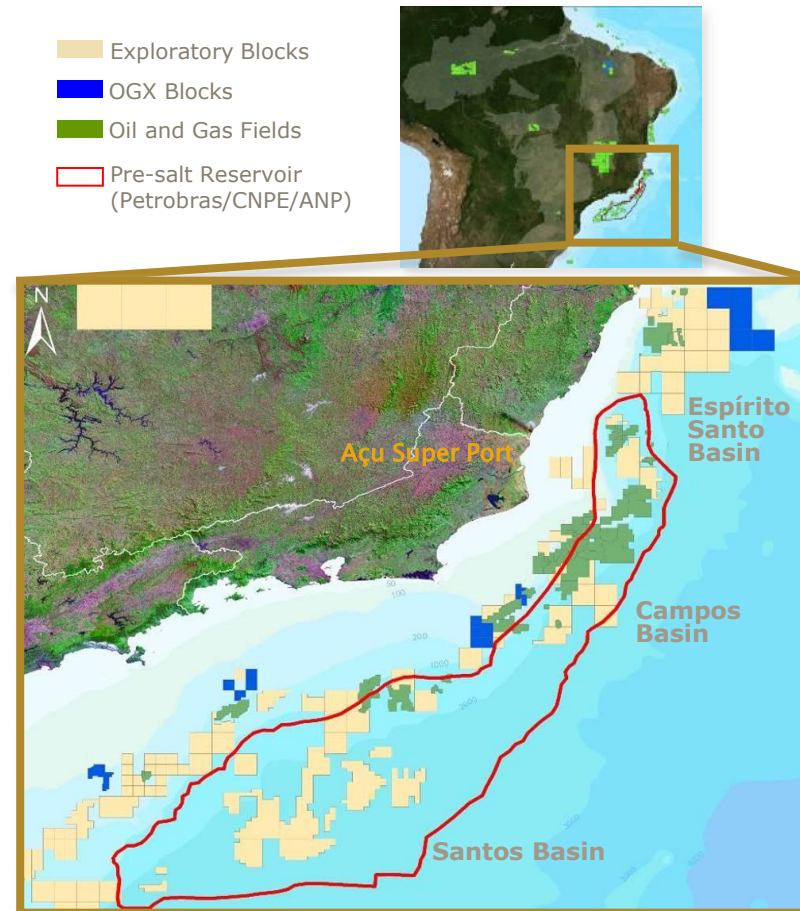 Exploratory Blocks
OGX Blocks
Oil and Gas Fields
Pre-salt Reservoir
(Petrobras/CNPE/ANP)
N
Espírito
Santo
Basin
Açu Super Port
50
100
Campos
Basin
200
1000
2000
Santos Basin
3000